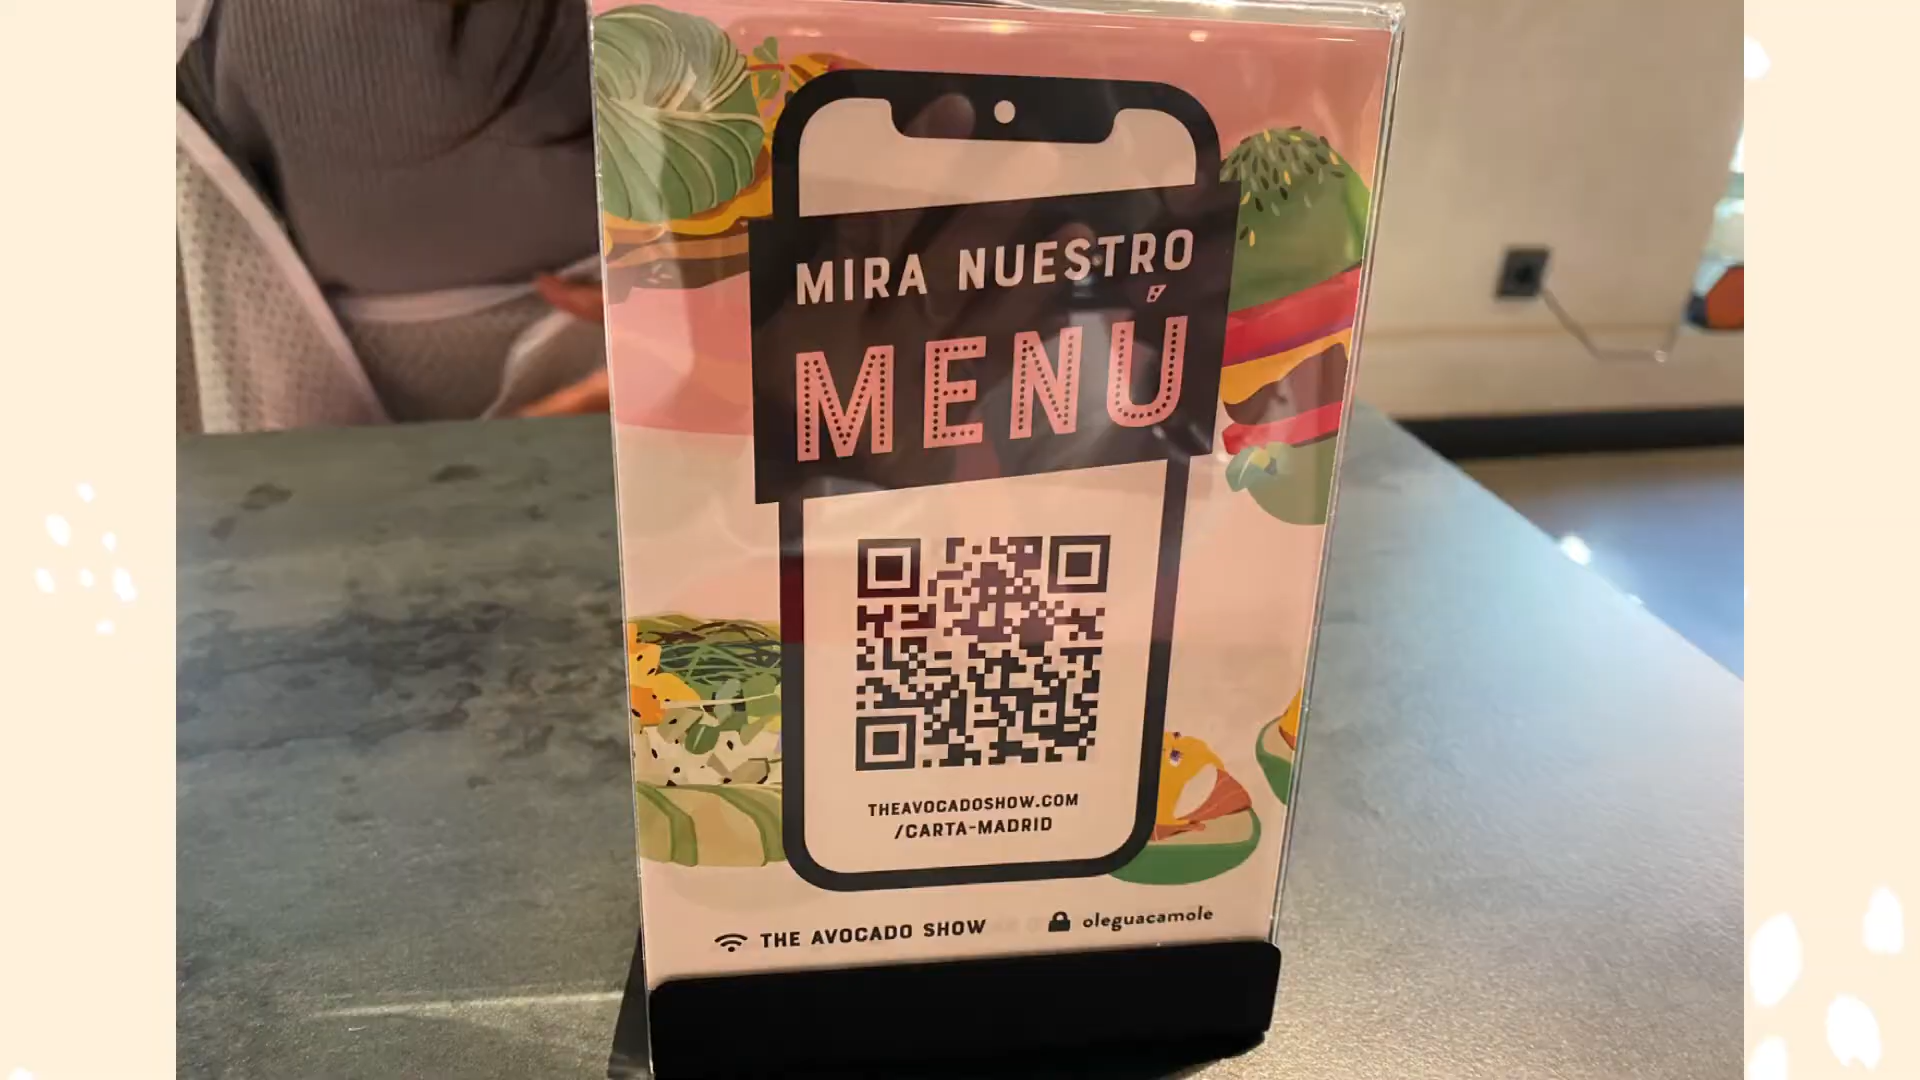 MIRA NUESTRO
MENÚ
THEAVOCADOSHOW.COM
/CARTA-MADRID
THE AVOCADO SHOW
oleguacamole